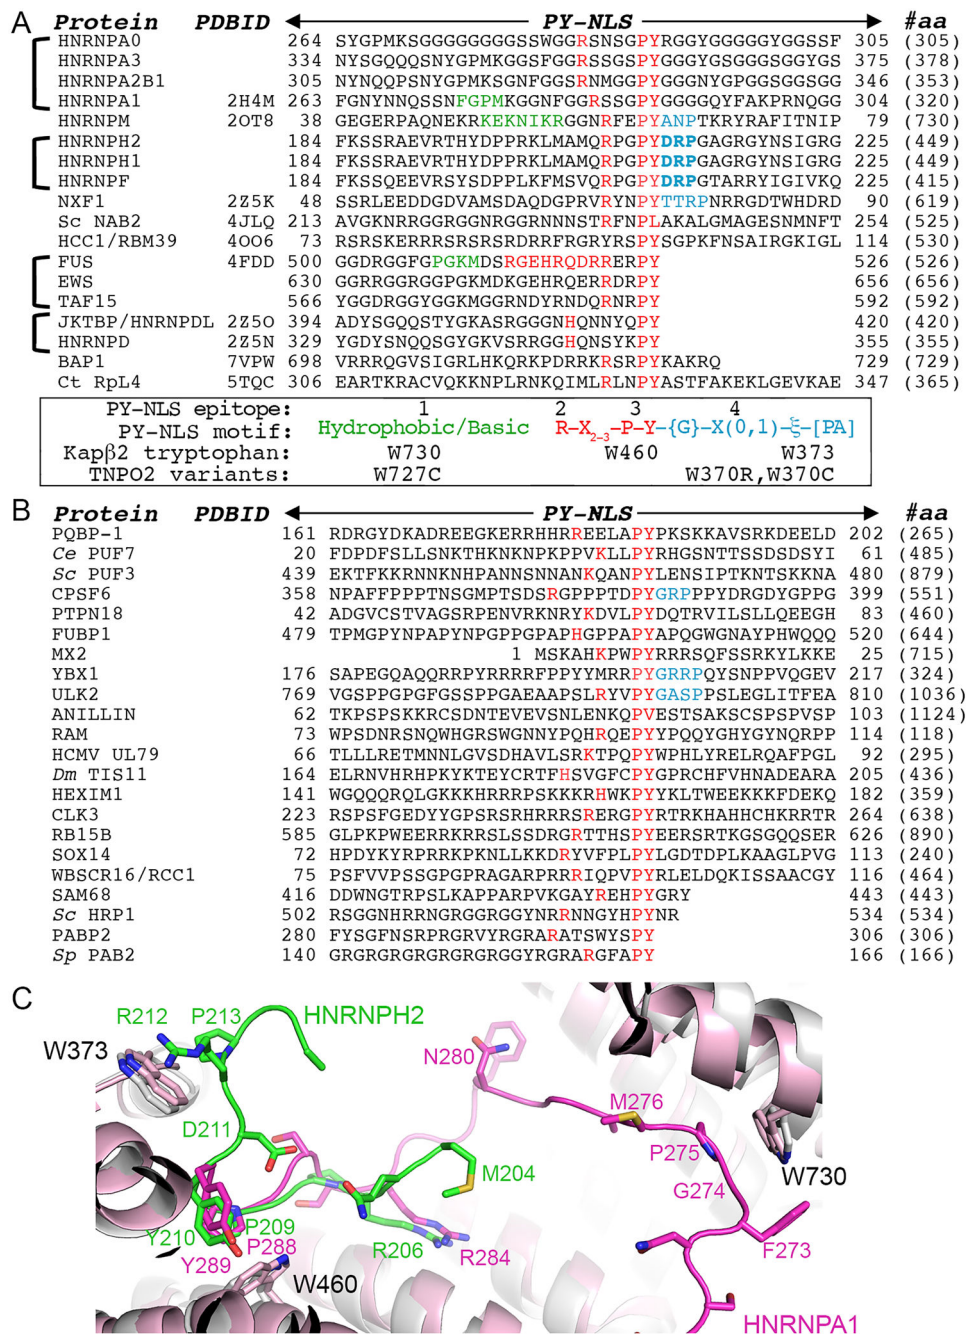 A Protein PDBID PY-NLS #aa
HNRNPA0 264 SYGPMKSGGGGGGGGGSSWGGRSNSGPYRGGYGGGGGYGGSSF 305 (305)
HNRNPA3 334 NYSGQQQSNYGPMKGGSFGGRSSGSPYGGGYGSGGGSGGYGS 375 (378)
HNRNPA2B1 305 NYNQQPSNYGPMKSGNFGGSRNMGGPYGGGNYGPGGSGGSGG 346 (353)
HNRNPA1 2H4M 263 FGNYNNQSSNFGPMKGGNFGGRSSGPYGGGGQYFAKPRNQGG 304 (320)
HNRNPM 2OT8 38 GEGERPAQNEKRKEKNIKRGGNRFEPYANPTKRYRAFITNIP 79 (730)
HNRNPH2 184 FKSSRAEVRTHYDPPRKLMAMQRPGPYDRPGAGRGYNSIGRG 225 (449)
HNRNPH1 184 FKSSRAEVRTHYDPPRKLMAMQRPGPYDRPGAGRGYNSIGRG 225 (449)
HNRNPF 184 FKSSQEEVRSYSDPPLKFMSVQRPGPYDRPGTARRYIGIVKQ 225 (415)
NXF1 2Z5K 48 SSRLEEDDGDVAMSDAQDGPRVRYNPYTTRPNRRGDTWHDRD 90 (619)
Sc NAB2 4JLQ 213 AVGKNSGGRGGNRGGRGGNNNSTRFNPLAKALGMAGESNMNFT 254 (525)
HCC1/RBM39 4OO6 73 RSRSKERRRSRSRSRDRRFRGRYRSPYSGPKFNSAIRGKIGL 114 (530)
FUS 4FDD 500 GGDRGGFGPGKMDSRGEHRQDRRERPY 526 (526)
EWS 630 GGRRGGRGGPGKMDKGEHRQERRDRPY 656 (656)
TAF15 566 YGGDRGGYGGKMGGRNDYRNDQRNRPY 592 (592)
JKTBP/HNRNPDL 2Z5O 394 ADYSGQQSTYGKASRGGGNHQNNYQPY 420 (420)
HNRNPD 2Z5N 329 YGDYSNQQSGYGKVSRRGGHQNSYKPY 355 (355)
BAP1 7VPW 698 VRRRQGVSIGRLHKQRKPDRRKRSRPYKAKRQ 729 (729)
Ct RpL4 5TQC 306 EARTKRACVQKKNPLRNKQIMLRLNPYASTFAKEKLGEVKAE 347 (365)
PY-NLS epitope: 1 2 3 4
PY-NLS motif: Hydrophobic/Basic R-X2-3-P-Y-{G}-X(0,1)-ξ-[PA]
Kapβ2 tryptophan: W730 W460 W373
TNPO2 variants: W727C W370R,W370C
B Protein PDBID PY-NLS #aa
PQBP-1 161 RDRGYDKADREEGKERRHHRREELAPYPKSKKAVSRKDEELD 202 (265)
Ce PUF7 20 FDPDFSLLSNKTHKNKNPKPPVKLLPYRHGSNTTSSDSDSYI 61 (485)
Sc PUF3 439 EKTFKKRNNKNHPANNSNNANKQANPYLENSIPTKNTSKKNA 480 (879)
CPSF6 358 NPAFFPPPPTNSGMPTSDSRGPPPTDPYGRPPPYDRGDYGPPG 399 (551)
PTPN18 42 ADGVCSTVAGSRPENVRKNRYKDVLPYDQTRVILSLLQEEGH 83 (460)
FUBP1 479 TPMGPYNPAPYNPGPPGPAPHGPPAPYAPQGWGNAYPHWQQQ 520 (644)
MX2 1 MSKAHKPWPYRRRSQFSSRKYLKKE 25 (715)
YBX1 176 SAPEGQAQQRRPYRRRRFPPYYMRRPYGRRPQYSNPPVQGEV 217 (324)
ULK2 769 VGSPPGPGFGSSPPGAEAAPSLRYVPYGASPPSLEGLITFEA 810 (1036)
ANILLIN 62 TKPSPSKKRCSDNTEVEVSNLENKQPVESTSAKSCSPSPVSP 103 (1124)
RAM 73 WPSDNRSNQWHGRSWGNNYPQHRQEPYYPQQYGHYGYNQRPP 114 (118)
HCMV UL79 66 TLLLRETMNNLGVSDHAVLSRKTPQPYWPHLYRELRQAFPGL 92 (295)
Dm TIS11 164 ELRNVHRHPKYKTEYCRTFHSVGFCPYGPRCHFVHNADEARA 205 (436)
HEXIM1 141 WGQQQRQLGKKKHRRRPSKKKRHWKPYYKLTWEEKKKFDEKQ 182 (359)
CLK3 223 RSPSFGEDYYGPSRSRHRRRSRERGPYRTRKHAHHCHKRRTR 264 (638)
RB15B 585 GLPKPWEERRKRRSLSSDRGRTTHSPYEERSRTKGSGQQSER 626 (890)
SOX14 72 HPDYKYRPRRKPKNLLKKDRYVFPLPYLGDTDPLKAAGLPVG 113 (240)
WBSCR16/RCC1 75 PSFVVPSSGPGPRAGARPRRRIQPVPYRLELDQKISSAACGY 116 (464)
SAM68 416 DDWNGTRPSLKAPPARPVKGAYREHPYGRY 443 (443)
Sc HRP1 502 RSGGNHRRNGRGGRGGYNRRNNGYHPYNR 534 (534)
PABP2 280 FYSGFNSRPRGRVYRGRARATSWYSPY 306 (306)
Sp PAB2 140 GRGRGRGRGRGRGRGGYRGRARGFAPY 166 (166)
C
R212 P213 HNRNPH2
W373 N280
M276
D211 P275 W730
M204 G274
Y210 P209
P288 R206 R284 F273
Y289
W460 HNRNPA1